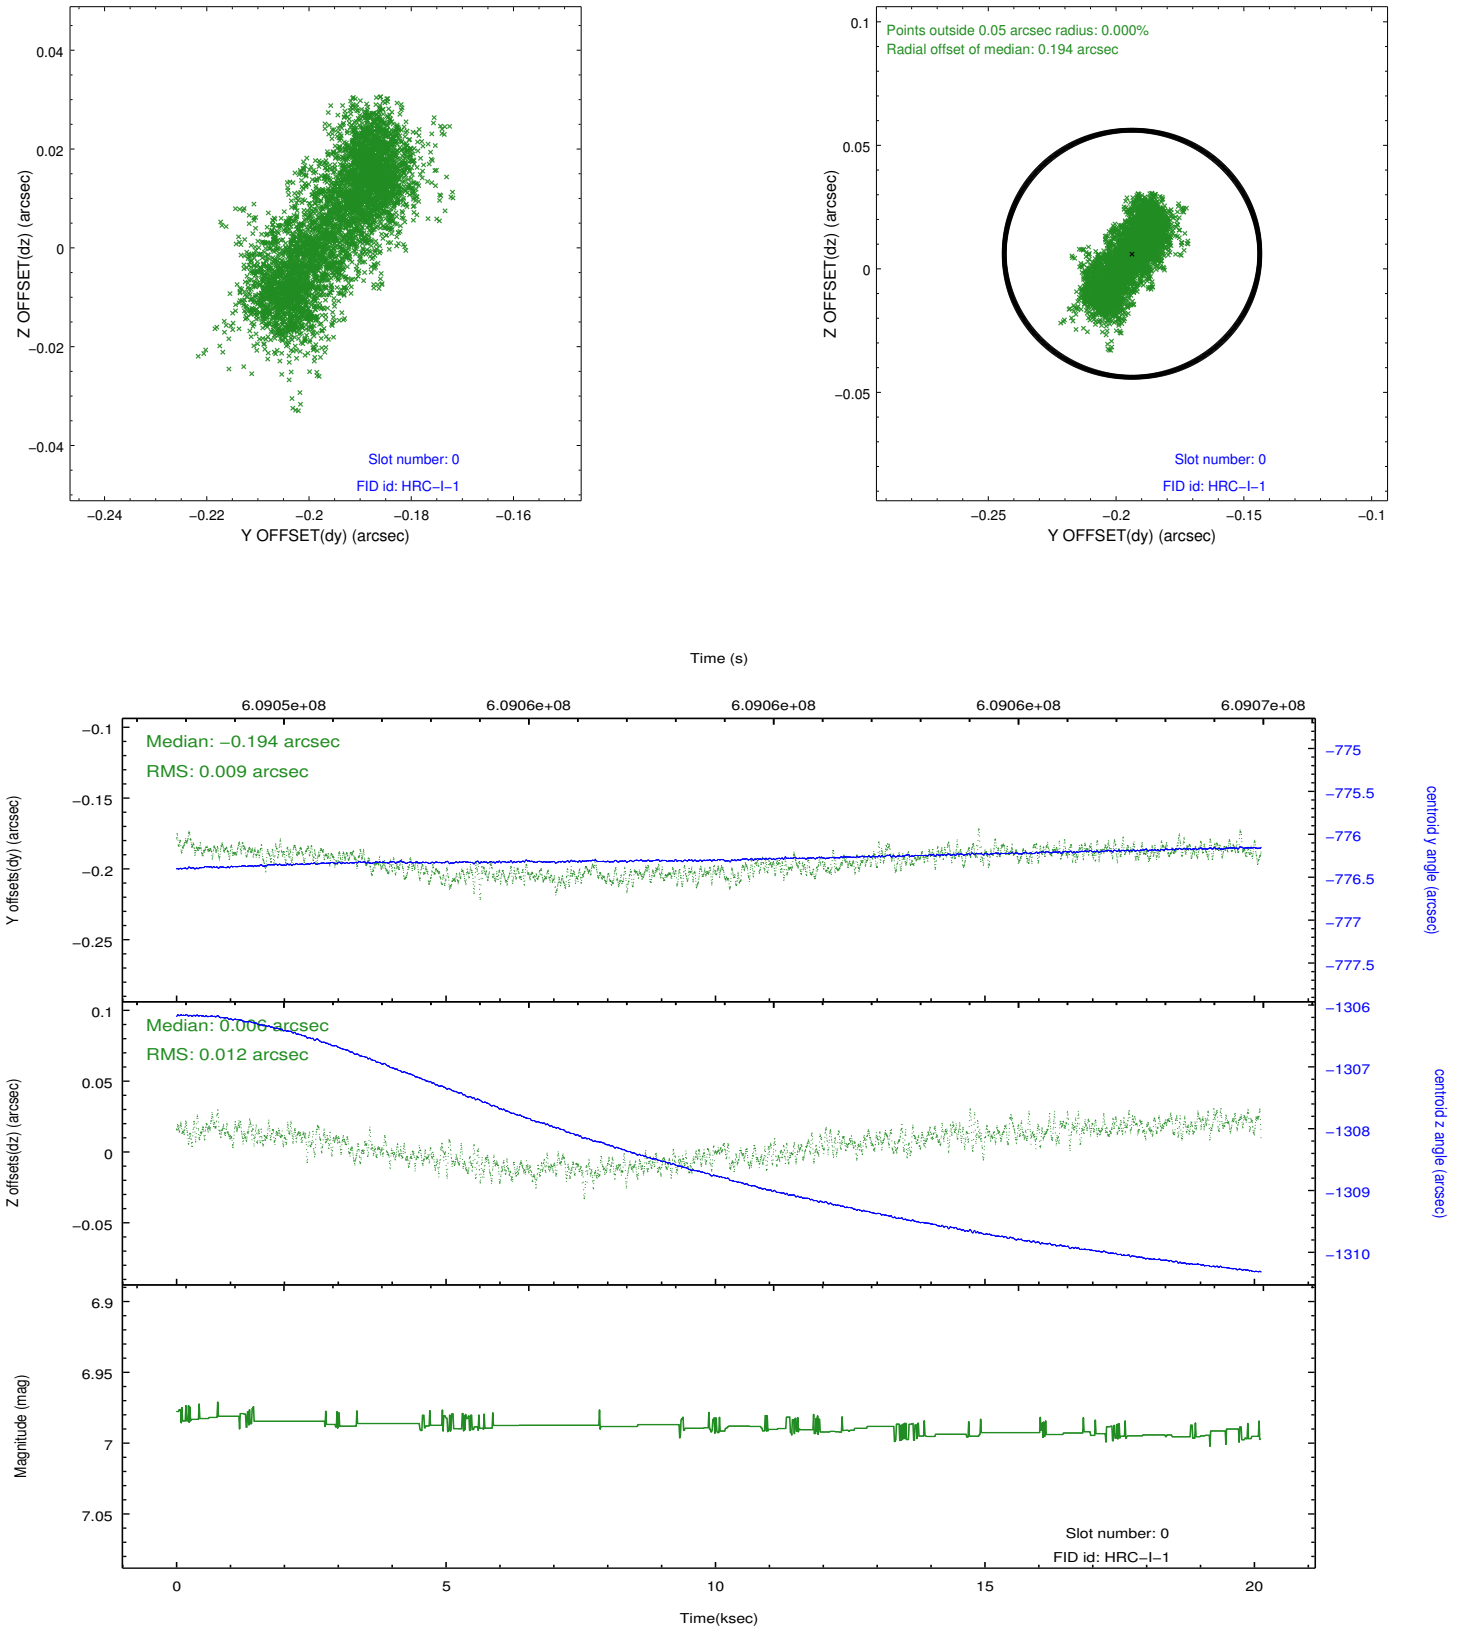 0.04
0.02
0
−0.02
−0.04
Z OFFSET(dz) (arcsec)
Slot number: 0
FID id: HRC−I−1
−0.24
−0.22
−0.2
−0.18
−0.16
Y OFFSET(dy) (arcsec)
Points outside 0.05 arcsec radius: 0.000%
Radial offset of median: 0.194 arcsec
0.1
0.05
0
−0.05
Z OFFSET(dz) (arcsec)
Slot number: 0
FID id: HRC−I−1
−0.25
−0.2
−0.15
−0.1
Y OFFSET(dy) (arcsec)
Time (s)
6.0905e+08
6.0906e+08
6.0906e+08
6.0906e+08
6.0907e+08
Median: −0.194 arcsec
RMS: 0.009 arcsec
−0.1
−0.15
−0.2
−0.25
Y offsets(dy) (arcsec)
−775
−775.5
−776
−776.5
−777
−777.5
centroid y angle (arcsec)
Median: 0.006 arcsec
RMS: 0.012 arcsec
0.1
0.05
0
−0.05
Z offsets(dz) (arcsec)
−1306
−1307
−1308
−1309
−1310
centroid z angle (arcsec)
6.9
6.95
7
7.05
Magnitude (mag)
Slot number: 0
FID id: HRC−I−1
0
5
10
15
20
Time(ksec)